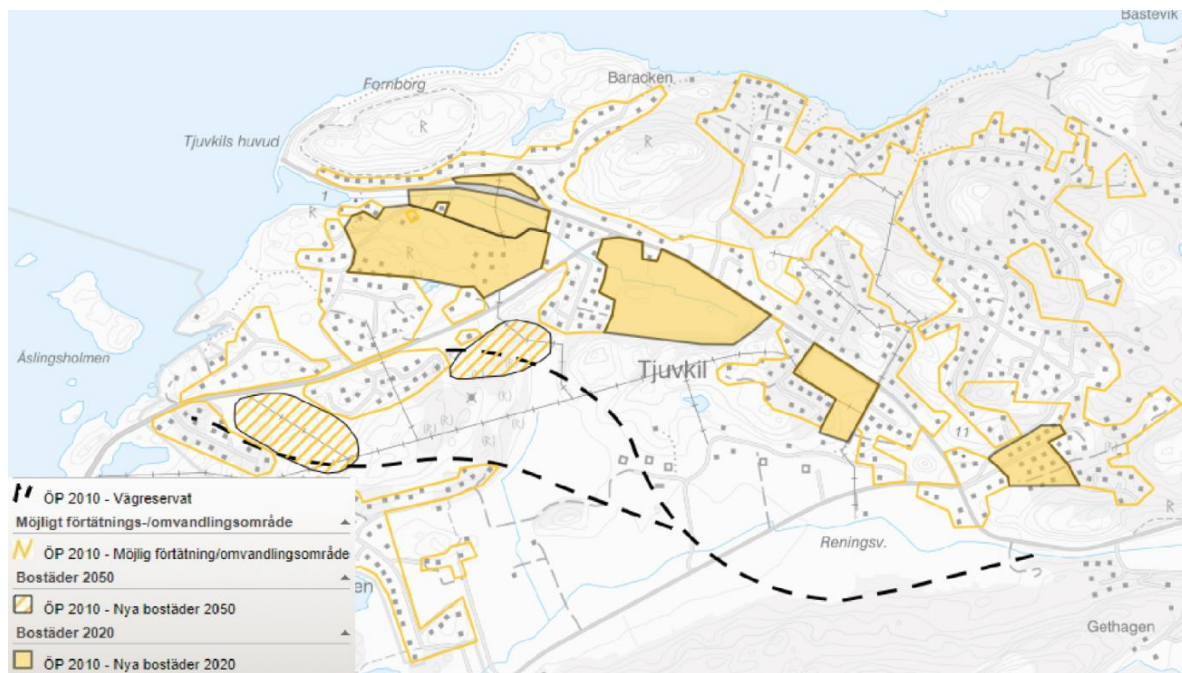 Bastevik
Baracken
Fornborg
R
R
Tjuvkils huvud
1
R
R
Åslingsholmen
Tjuvkil
(R)
(R)
(R)
(R)
(R)
11
R
Reningsv.
en
Gethagen
ÖP 2010 - Vägreservat
Möjligt förtätnings-/omvandlingsområde
ÖP 2010 - Möjlig förtätning/omvandlingsområde
Bostäder 2050
ÖP 2010 - Nya bostäder 2050
Bostäder 2020
ÖP 2010 - Nya bostäder 2020